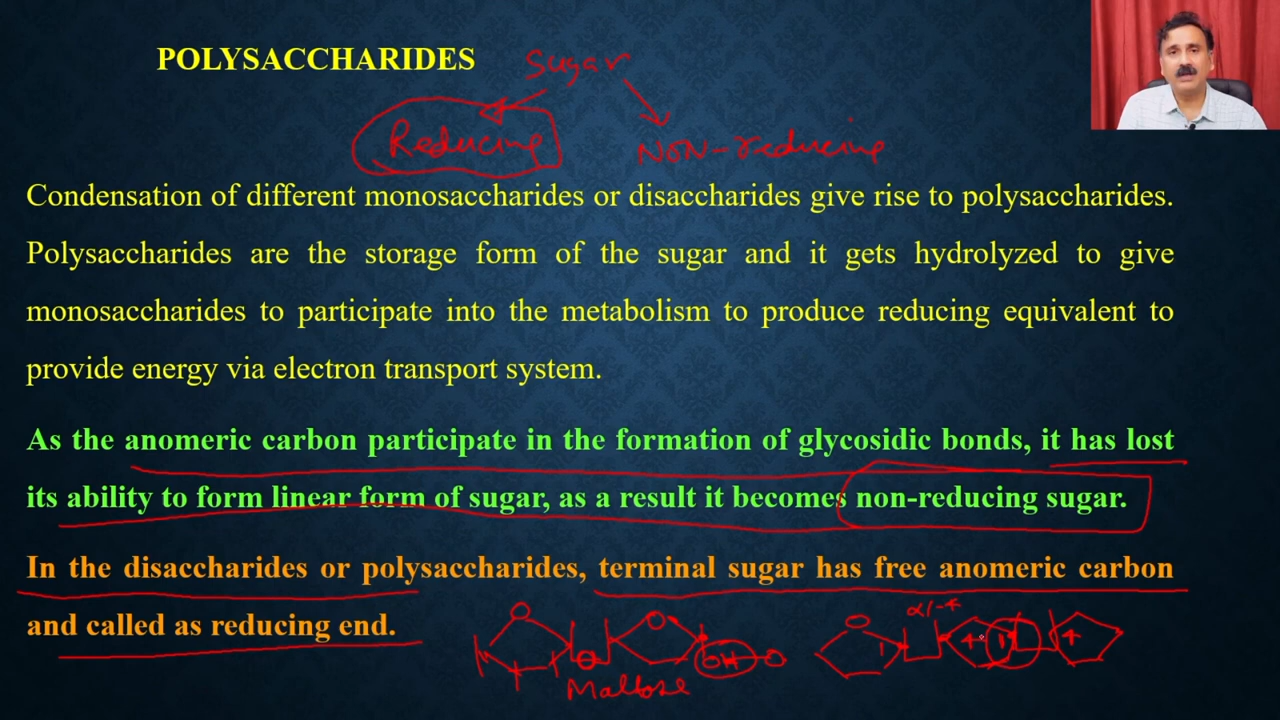 POLYSACCHARIDES
Sugar
Reducing
NON-reducing
Condensation of different monosaccharides or disaccharides give rise to polysaccharides.
Polysaccharides are the storage form of the sugar and it gets hydrolyzed to give
monosaccharides to participate into the metabolism to produce reducing equivalent to
provide energy via electron transport system.
As the anomeric carbon participate in the formation of glycosidic bonds, it has lost
its ability to form linear form of sugar, as a result it becomes non-reducing sugar.
In the disaccharides or polysaccharides, terminal sugar has free anomeric carbon
and called as reducing end.
α1-4
O O O
O OH 1 4 1 4
Maltose